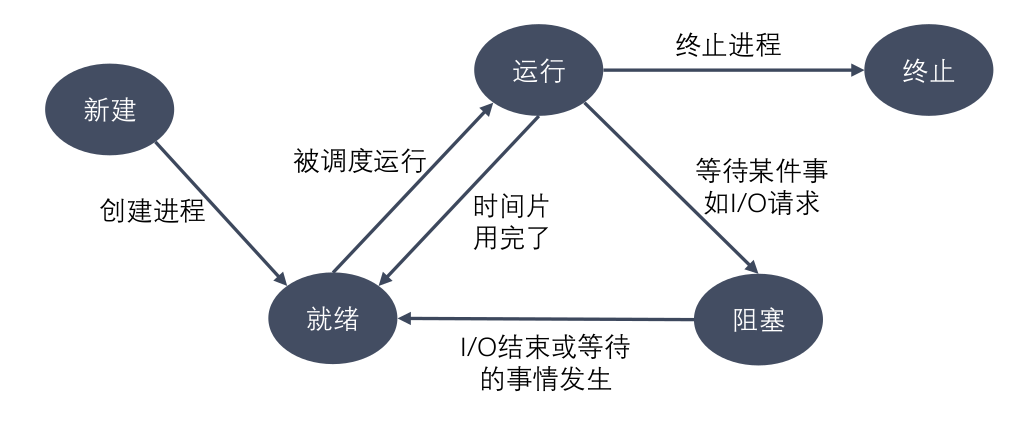 终止进程
运行
终止
新建
被调度运行
等待某件事
如I/O请求
创建进程
时间片
用完了
就绪
阻塞
I/O结束或等待
的事情发生